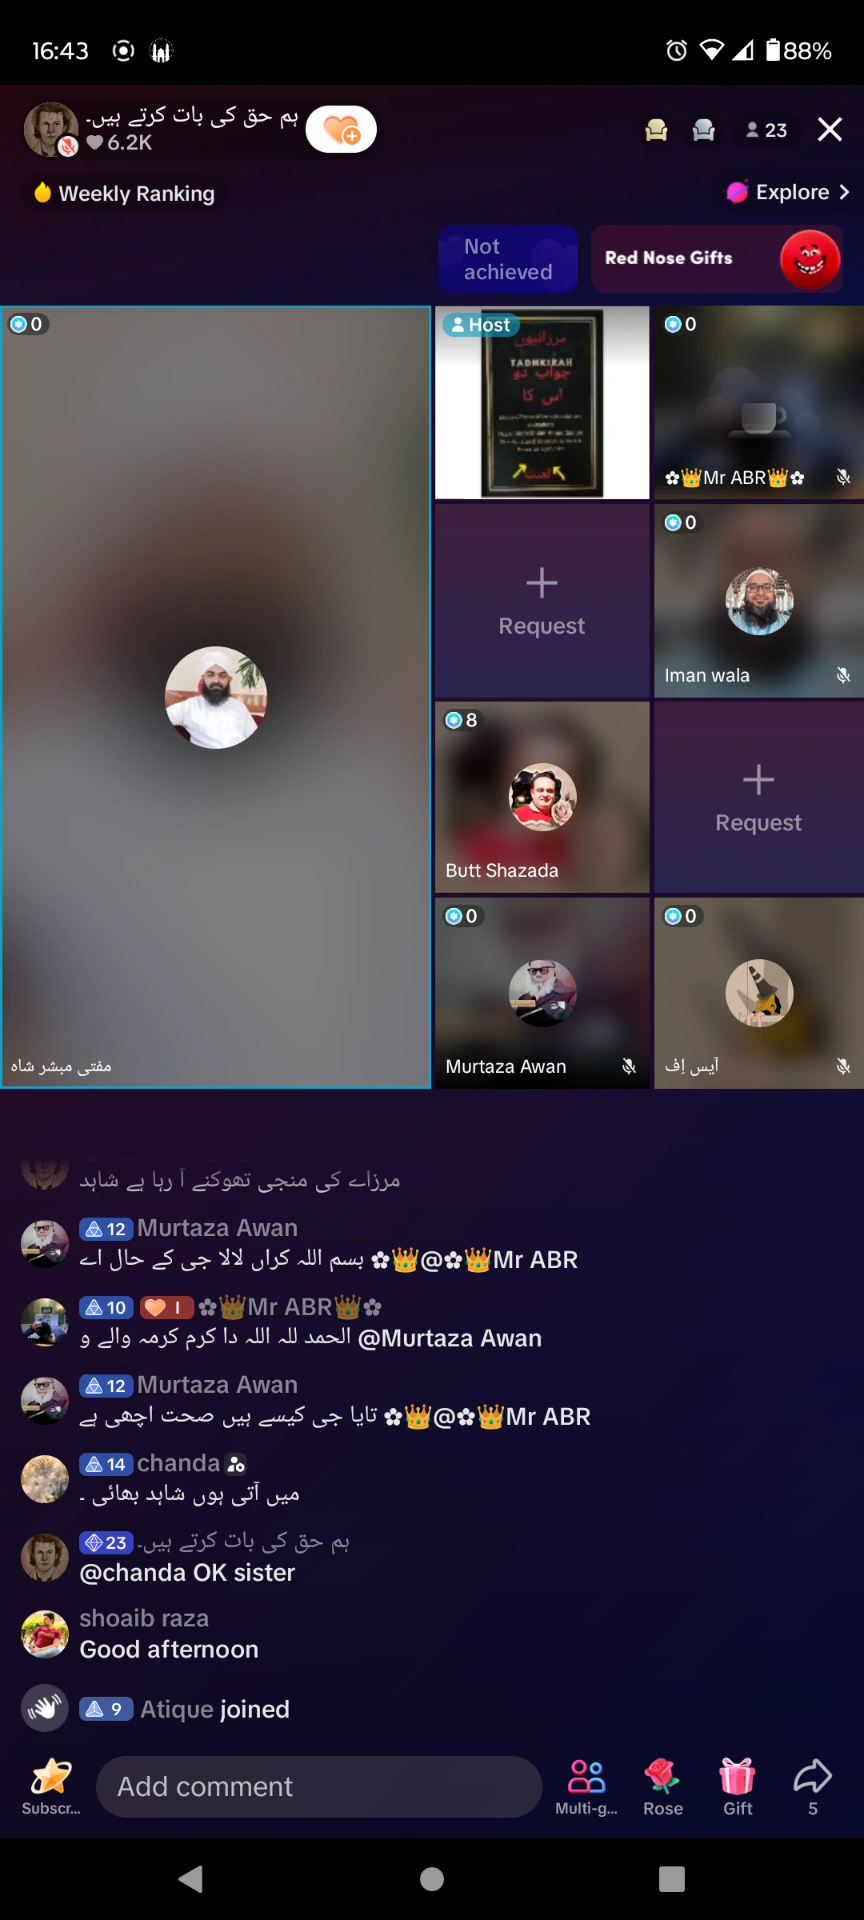 16:43
88%
ہم حق کی بات کرتے ہیں۔
6.2K
23
Weekly Ranking
Explore
Not
achieved
Red Nose Gifts
0
مفتی مبشر شاہ
Host
مرزائیوں
TADHKIRAH
جواب دو
اس کا
0
✿👑Mr ABR👑✿
Request
0
Iman wala
8
Butt Shazada
Request
0
Murtaza Awan
0
آیس اِف
مرزاے کی منجی تھوکنے آ رہا ہے شاہد
12 Murtaza Awan
بسم اللہ کراں لالا جی کے حال اے ✿👑@✿👑Mr ABR
10 I ✿👑Mr ABR👑✿
الحمد للہ اللہ دا کرم کرمہ والے و @Murtaza Awan
12 Murtaza Awan
تایا جی کیسے ہیں صحت اچھی ہے ✿👑@✿👑Mr ABR
14 chanda
میں آتی ہوں شاہد بھائی ۔
23 ہم حق کی بات کرتے ہیں۔
@chanda OK sister
shoaib raza
Good afternoon
9 Atique joined
Subscr...
Add comment
Multi-g...
Rose
Gift
5